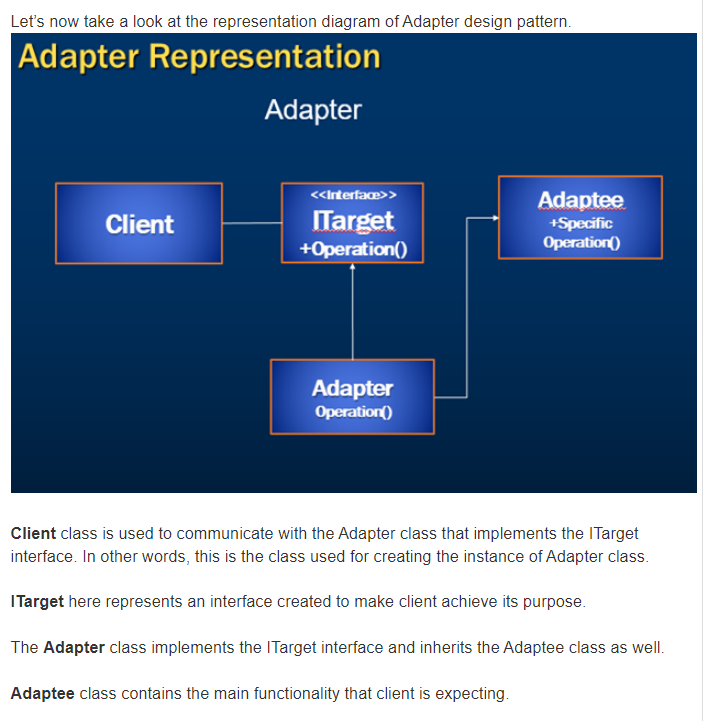 Let’s now take a look at the representation diagram of Adapter design pattern.
Adapter Representation
Adapter
Client
<<Interface>>
ITarget
+Operation()
Adaptee
+Specific
Operation()
Adapter
Operation()
Client class is used to communicate with the Adapter class that implements the ITarget
interface. In other words, this is the class used for creating the instance of Adapter class.
ITarget here represents an interface created to make client achieve its purpose.
The Adapter class implements the ITarget interface and inherits the Adaptee class as well.
Adaptee class contains the main functionality that client is expecting.